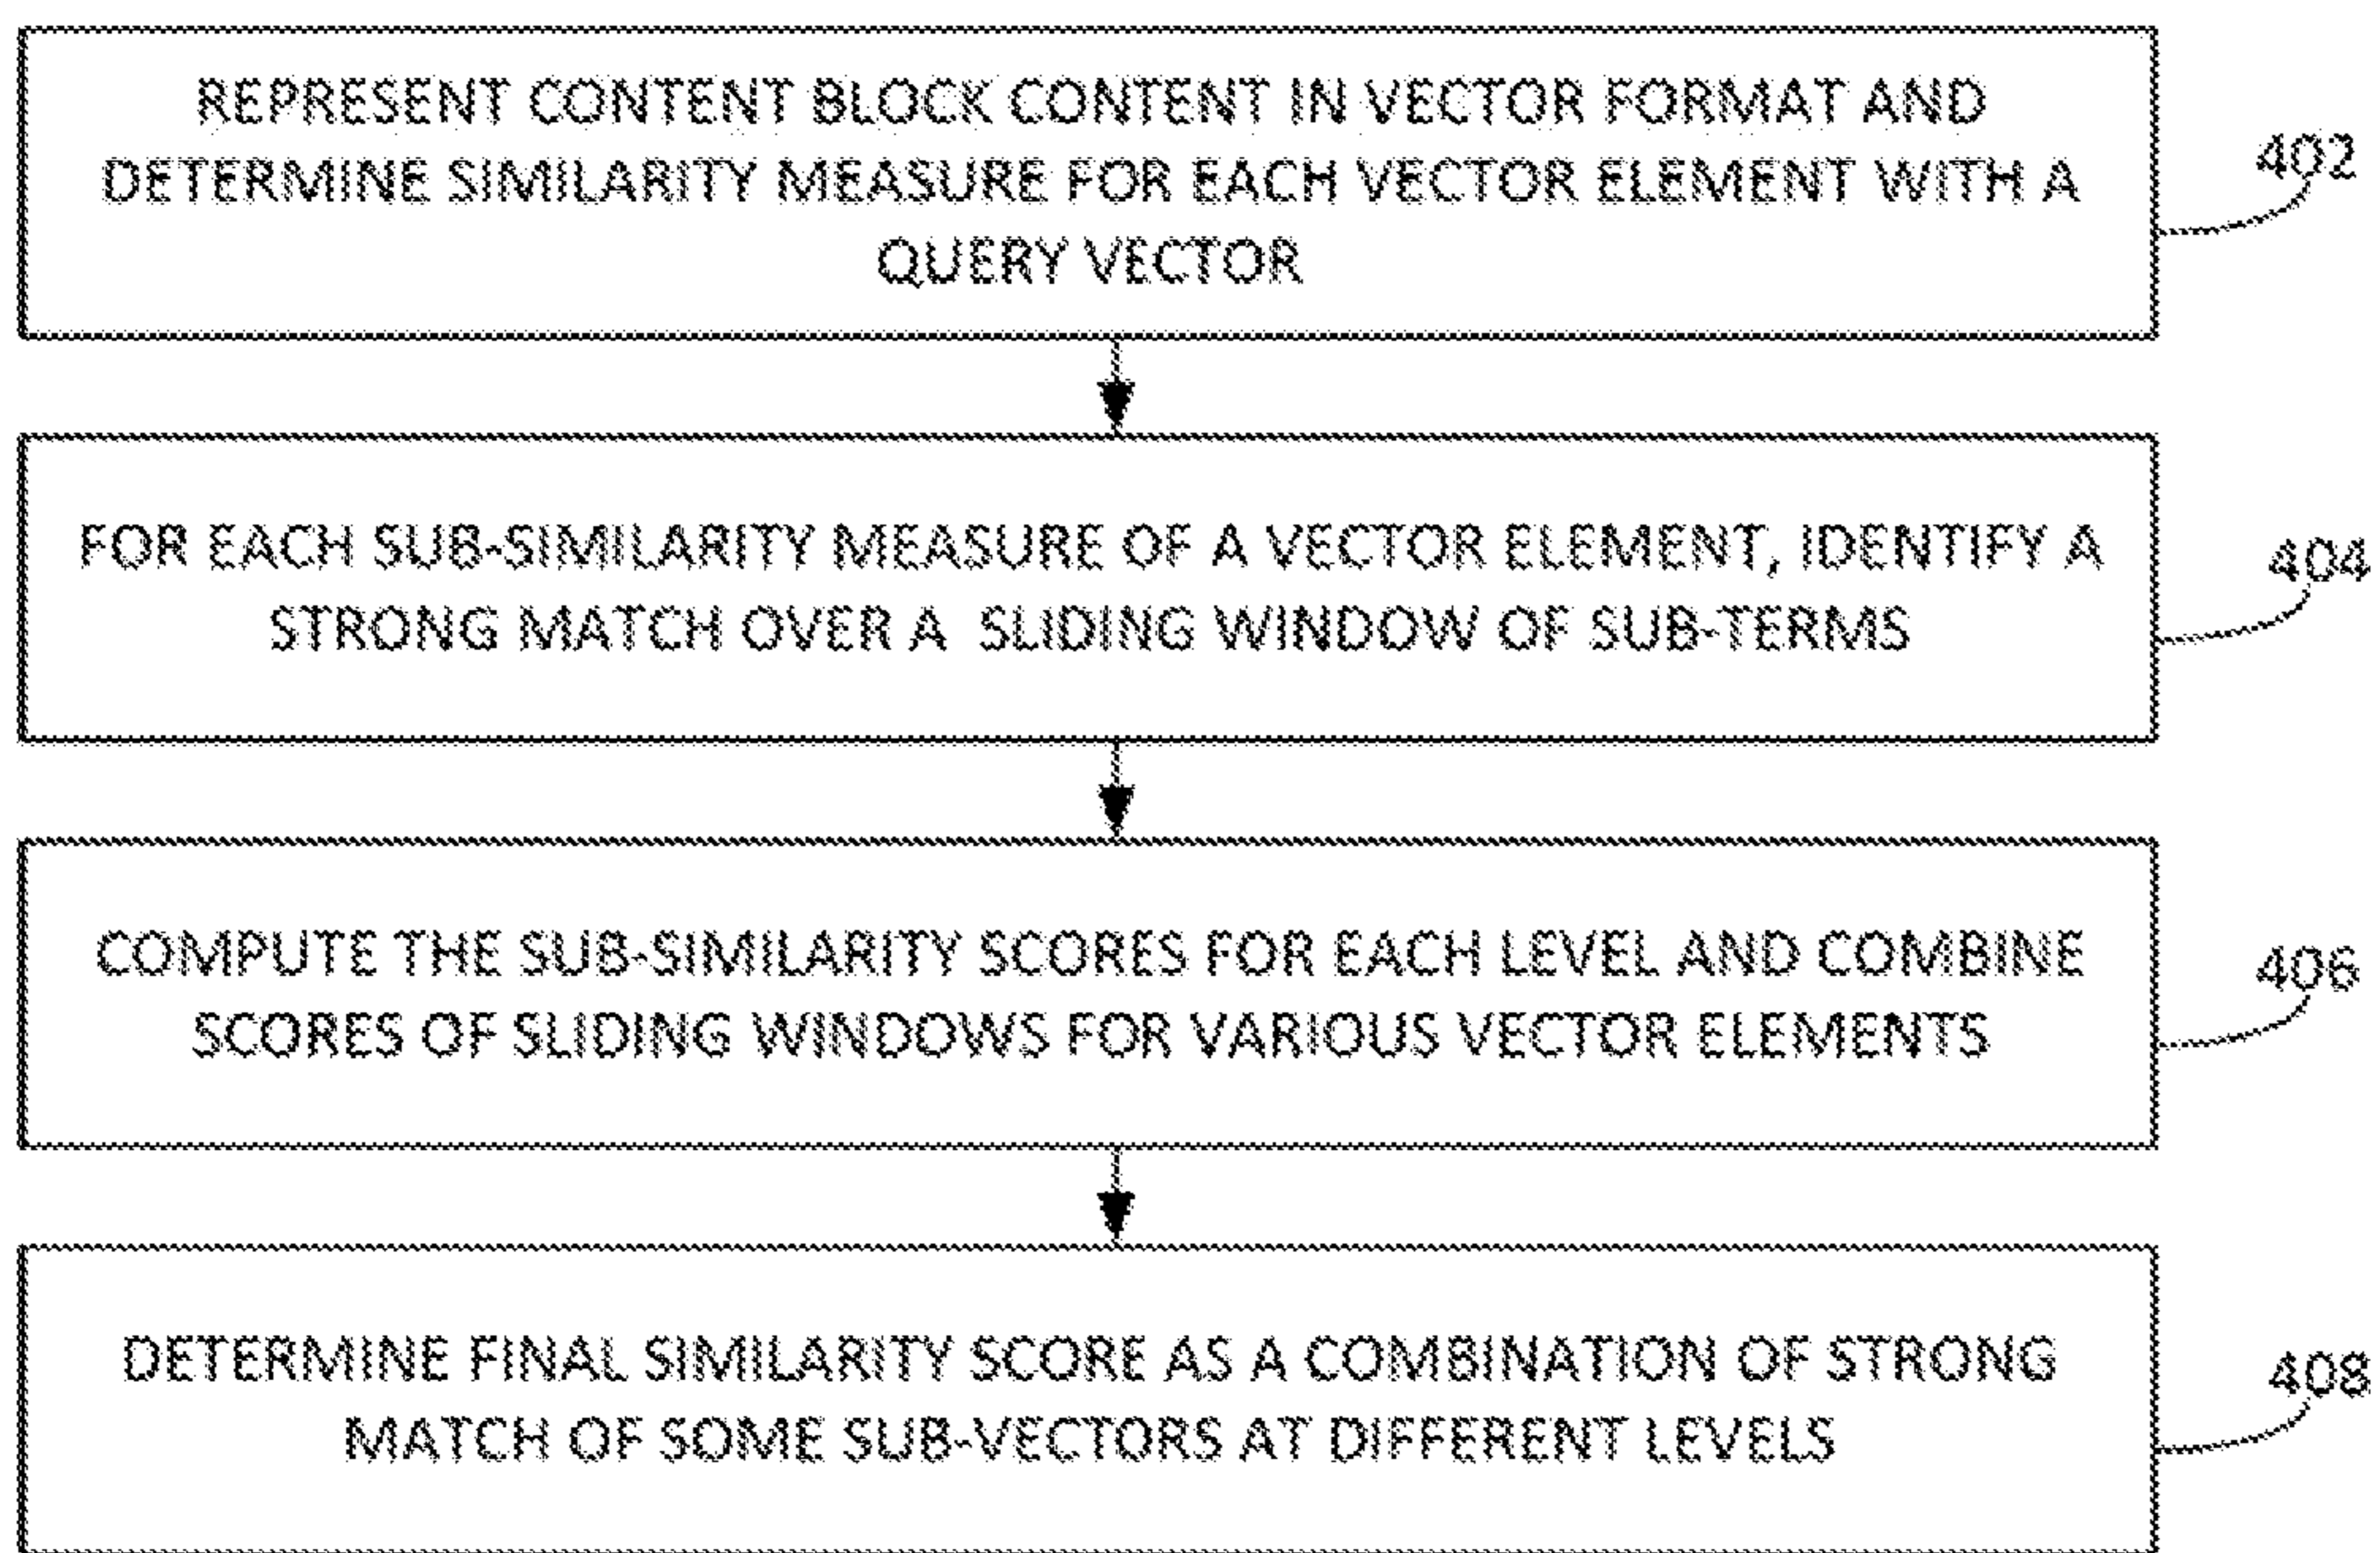 REPRESENT CONTENT BLOCK CONTENT IN VECTOR FORMAT AND
DETERMINE SIMILARITY MEASURE FOR EACH VECTOR ELEMENT WITH A
QUERY VECTOR
402
FOR EACH SUB-SIMILARITY MEASURE OF A VECTOR ELEMENT, IDENTIFY A
STRONG MATCH OVER A SLIDING WINDOW OF SUB-TERMS
404
COMPUTE THE SUB-SIMILARITY SCORES FOR EACH LEVEL AND COMBINE
SCORES OF SLIDING WINDOWS FOR VARIOUS VECTOR ELEMENTS
406
DETERMINE FINAL SIMILARITY SCORE AS A COMBINATION OF STRONG
MATCH OF SOME SUB-VECTORS AT DIFFERENT LEVELS
408